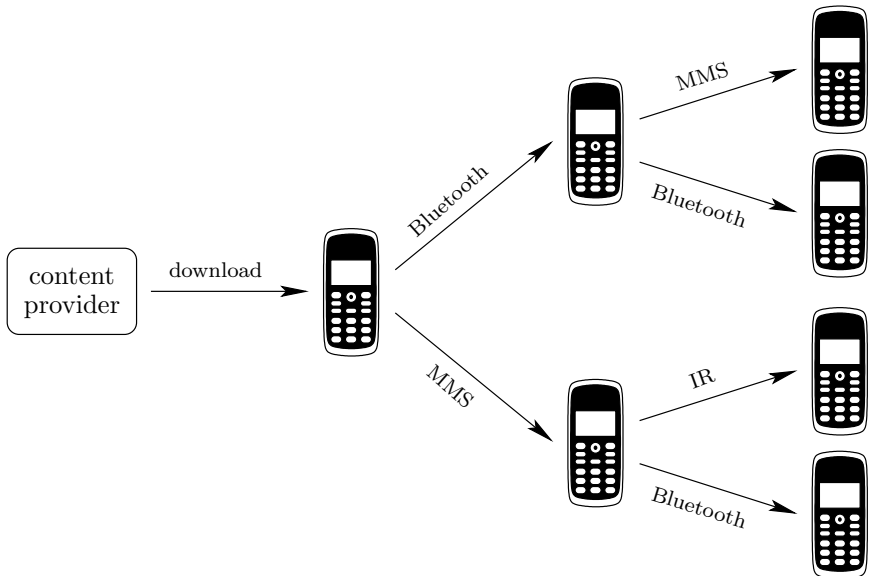 content
provider
download
Bluetooth
MMS
MMS
Bluetooth
IR
Bluetooth